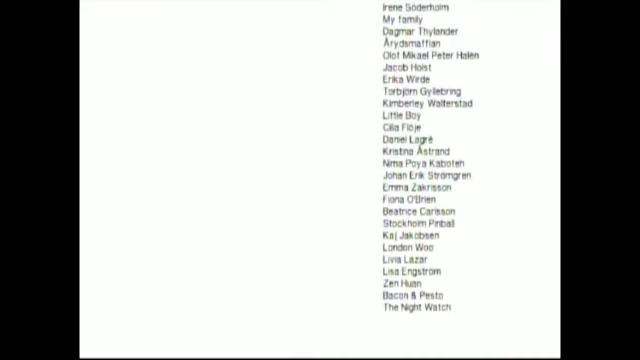 Irene Söderholm
My family
Dagmar Thylander
Årydsmaffian
Olof Mikael Peter Halén
Jacob Holst
Erika Wirde
Torbjörn Gyllebring
Kimberley Walterstad
Little Boy
Cilia Flöje
Daniel Lagré
Kristina Åstrand
Nima Poya Kaboteh
Johan Erik Strömgren
Emma Zakrisson
Fiona O'Brien
Beatrice Carlsson
Stockholm Pinball
Kaj Jakobsen
London Woo
Livia Lazar
Lisa Engström
Zen Huan
Bacon & Pesto
The Night Watch